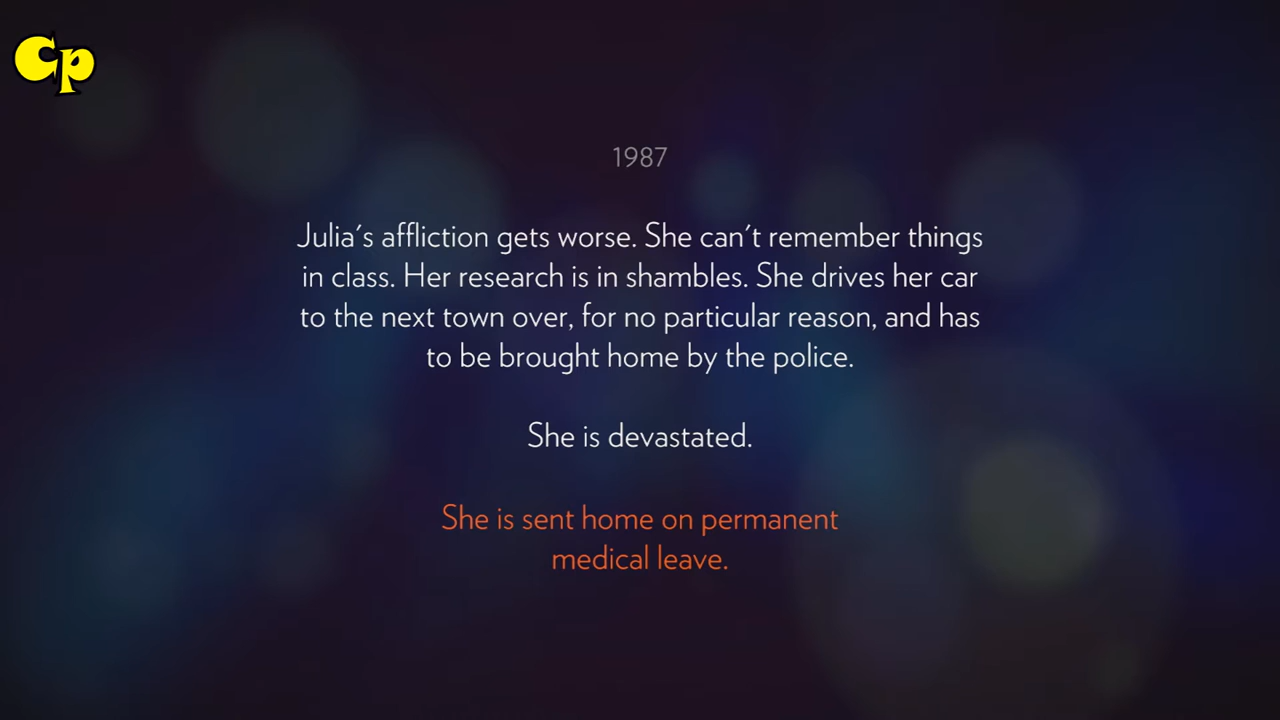 Cp
1987
Julia's affliction gets worse. She can't remember things
in class. Her research is in shambles. She drives her car
to the next town over, for no particular reason, and has
to be brought home by the police.
She is devastated.
She is sent home on permanent
medical leave.